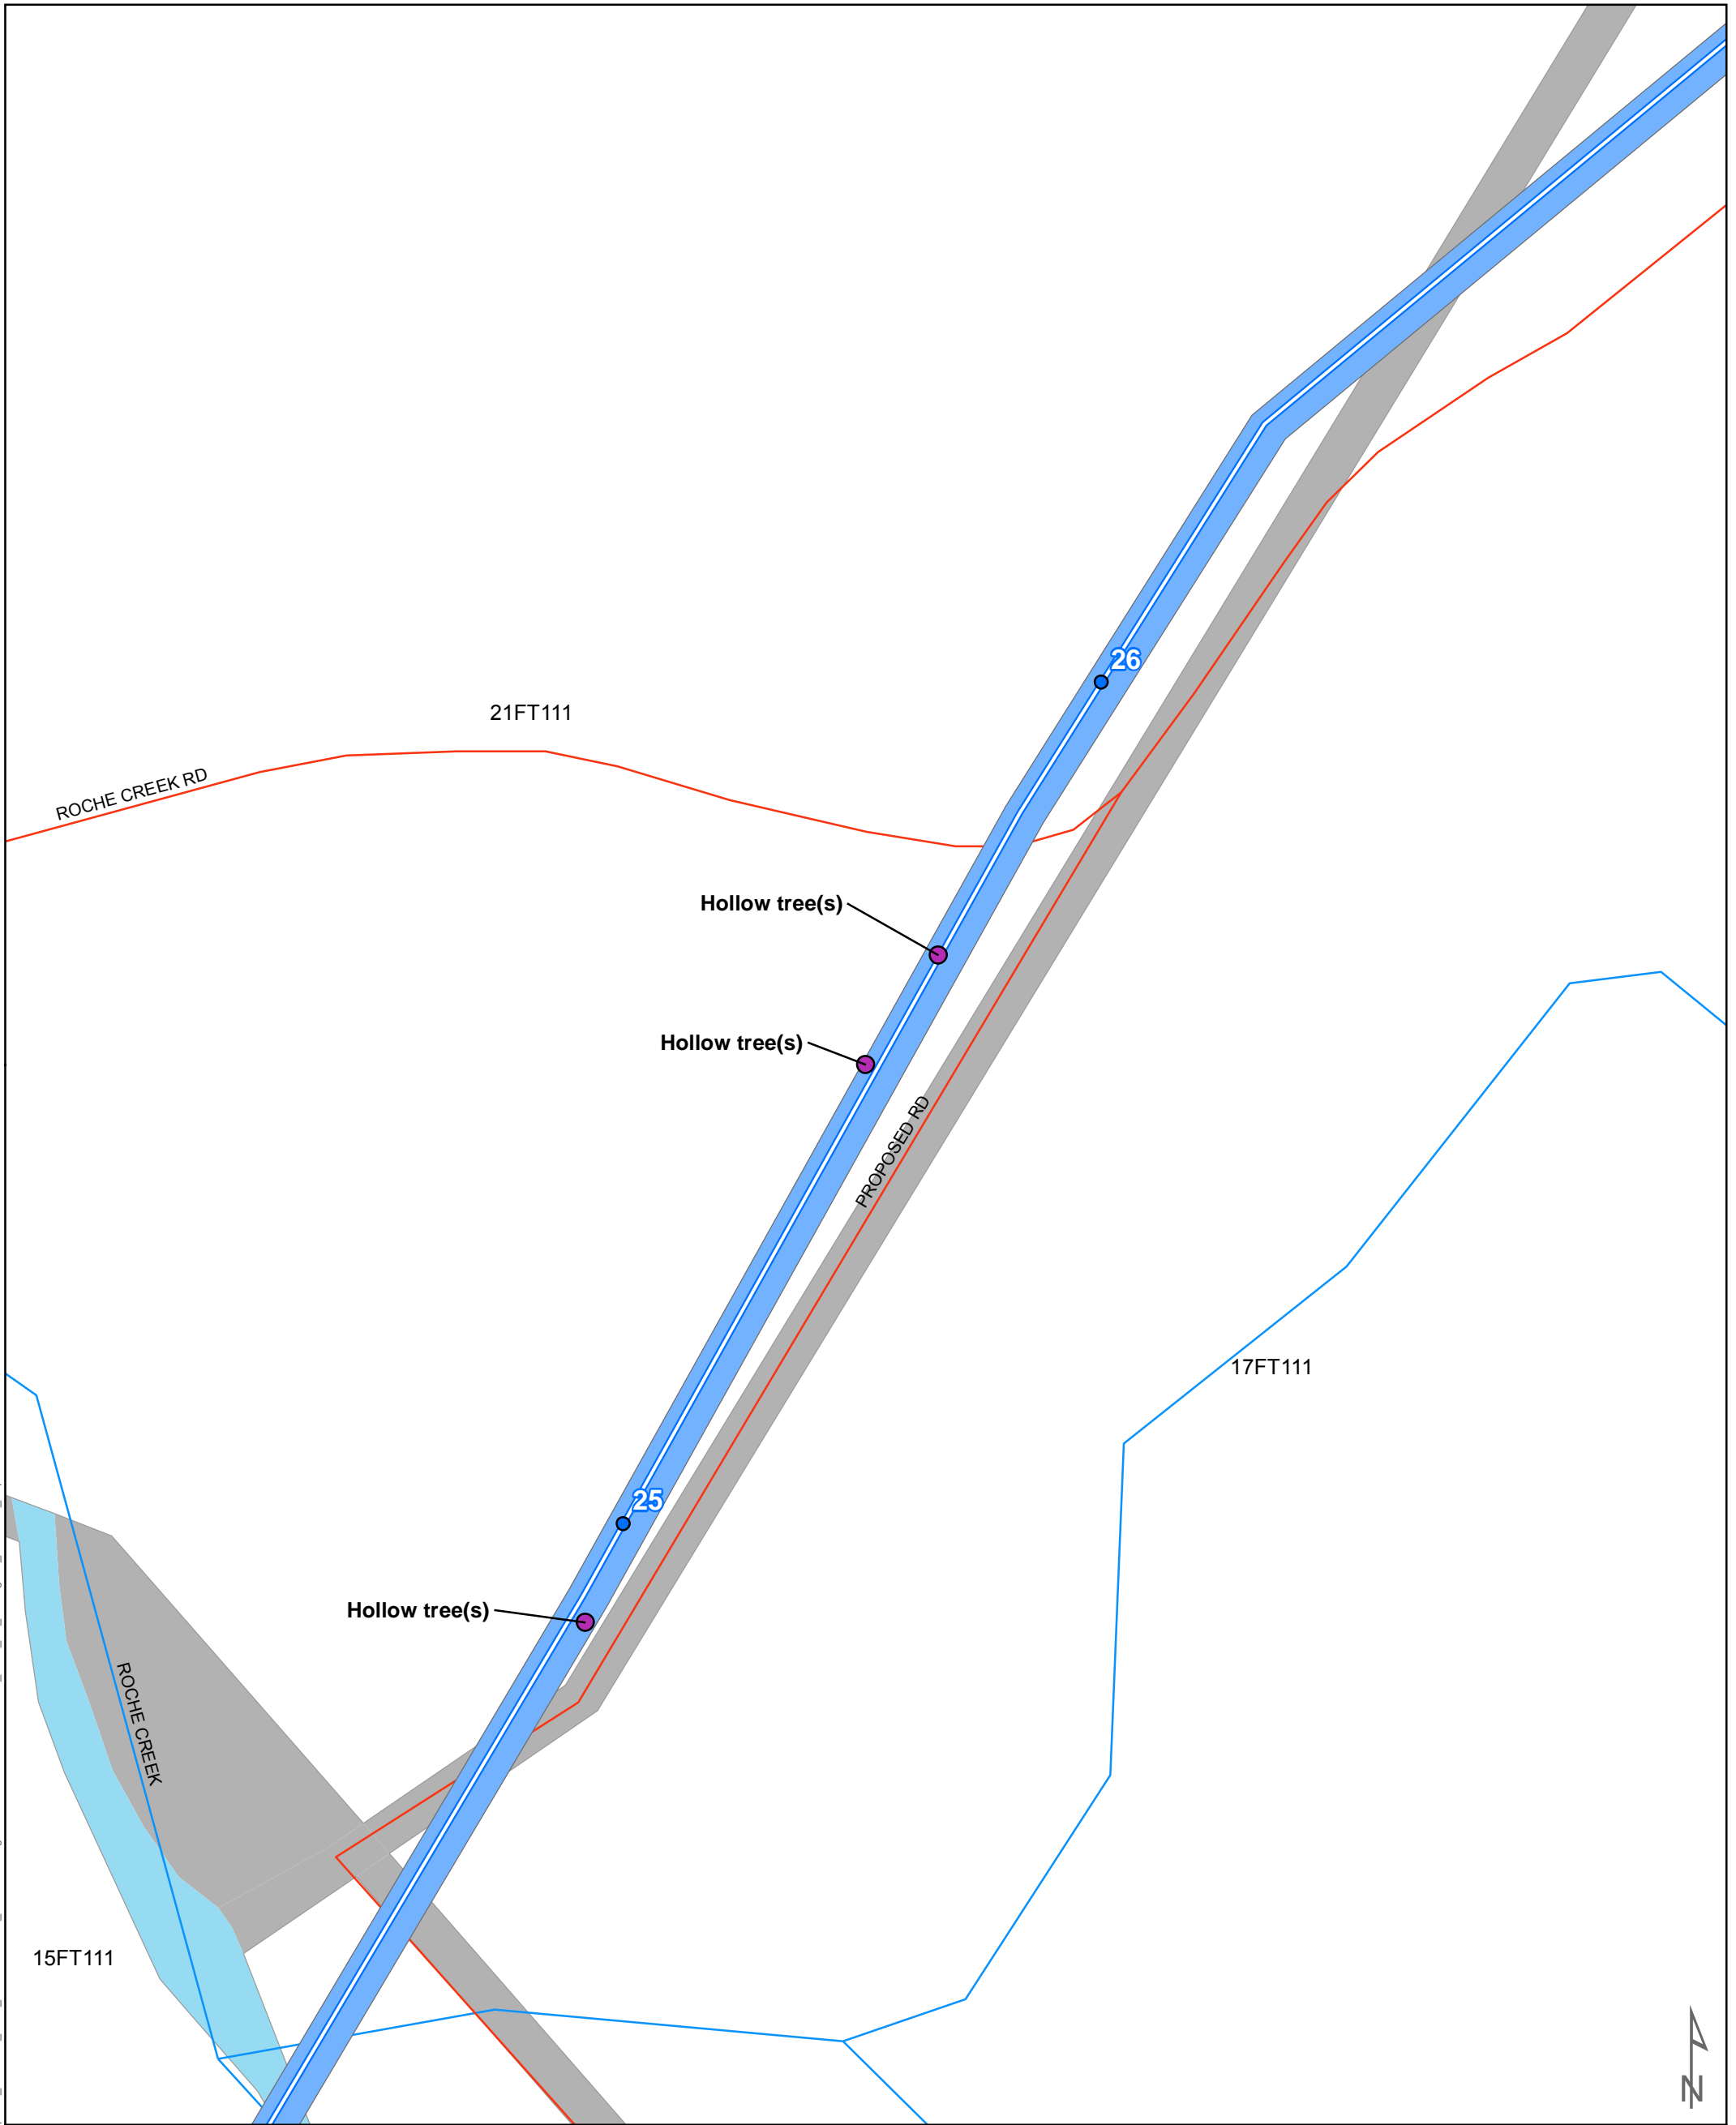 26
21FT111
ROCHE CREEK RD
Hollow tree(s)
Hollow tree(s)
PROPOSED RD
17FT111
25
Hollow tree(s)
ROCHE CREEK
15FT111
N